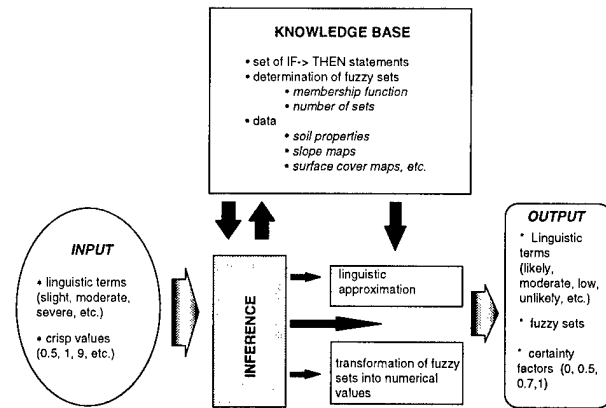 KNOWLEDGE BASE
• set of IF-> THEN statements
• determination of fuzzy sets
• membership function
• number of sets
• data
• soil properties
• slope maps
• surface cover maps, etc.
INPUT
• linguistic terms
(slight, moderate,
severe, etc.)
• crisp values
(0.5, 1, 9, etc.)
INFERENCE
linguistic
approximation
transformation of fuzzy
sets into numerical
values
OUTPUT
* Linguistic
terms
(likely,
moderate, low,
unlikely, etc.)
* fuzzy sets
* certainty
factors (0, 0.5,
0.7,1)